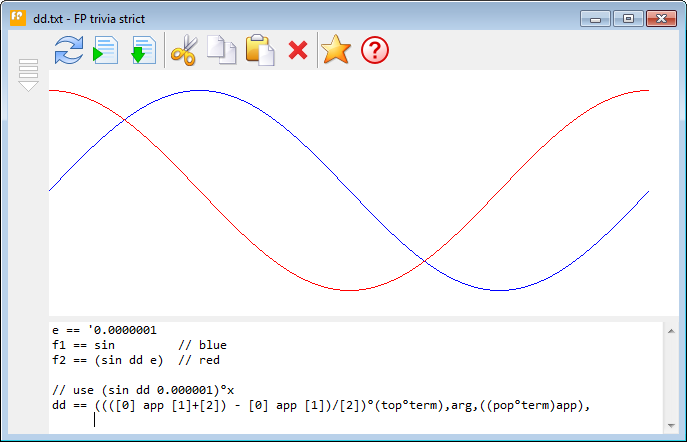 FP
dd.txt - FP trivia strict
e == '0.0000001
f1 == sin         // blue
f2 == (sin dd e)  // red
// use (sin dd 0.000001)°x
dd == ((([0] app [1]+[2]) - [0] app [1])/[2])°(top°term),arg,((pop°term)app),